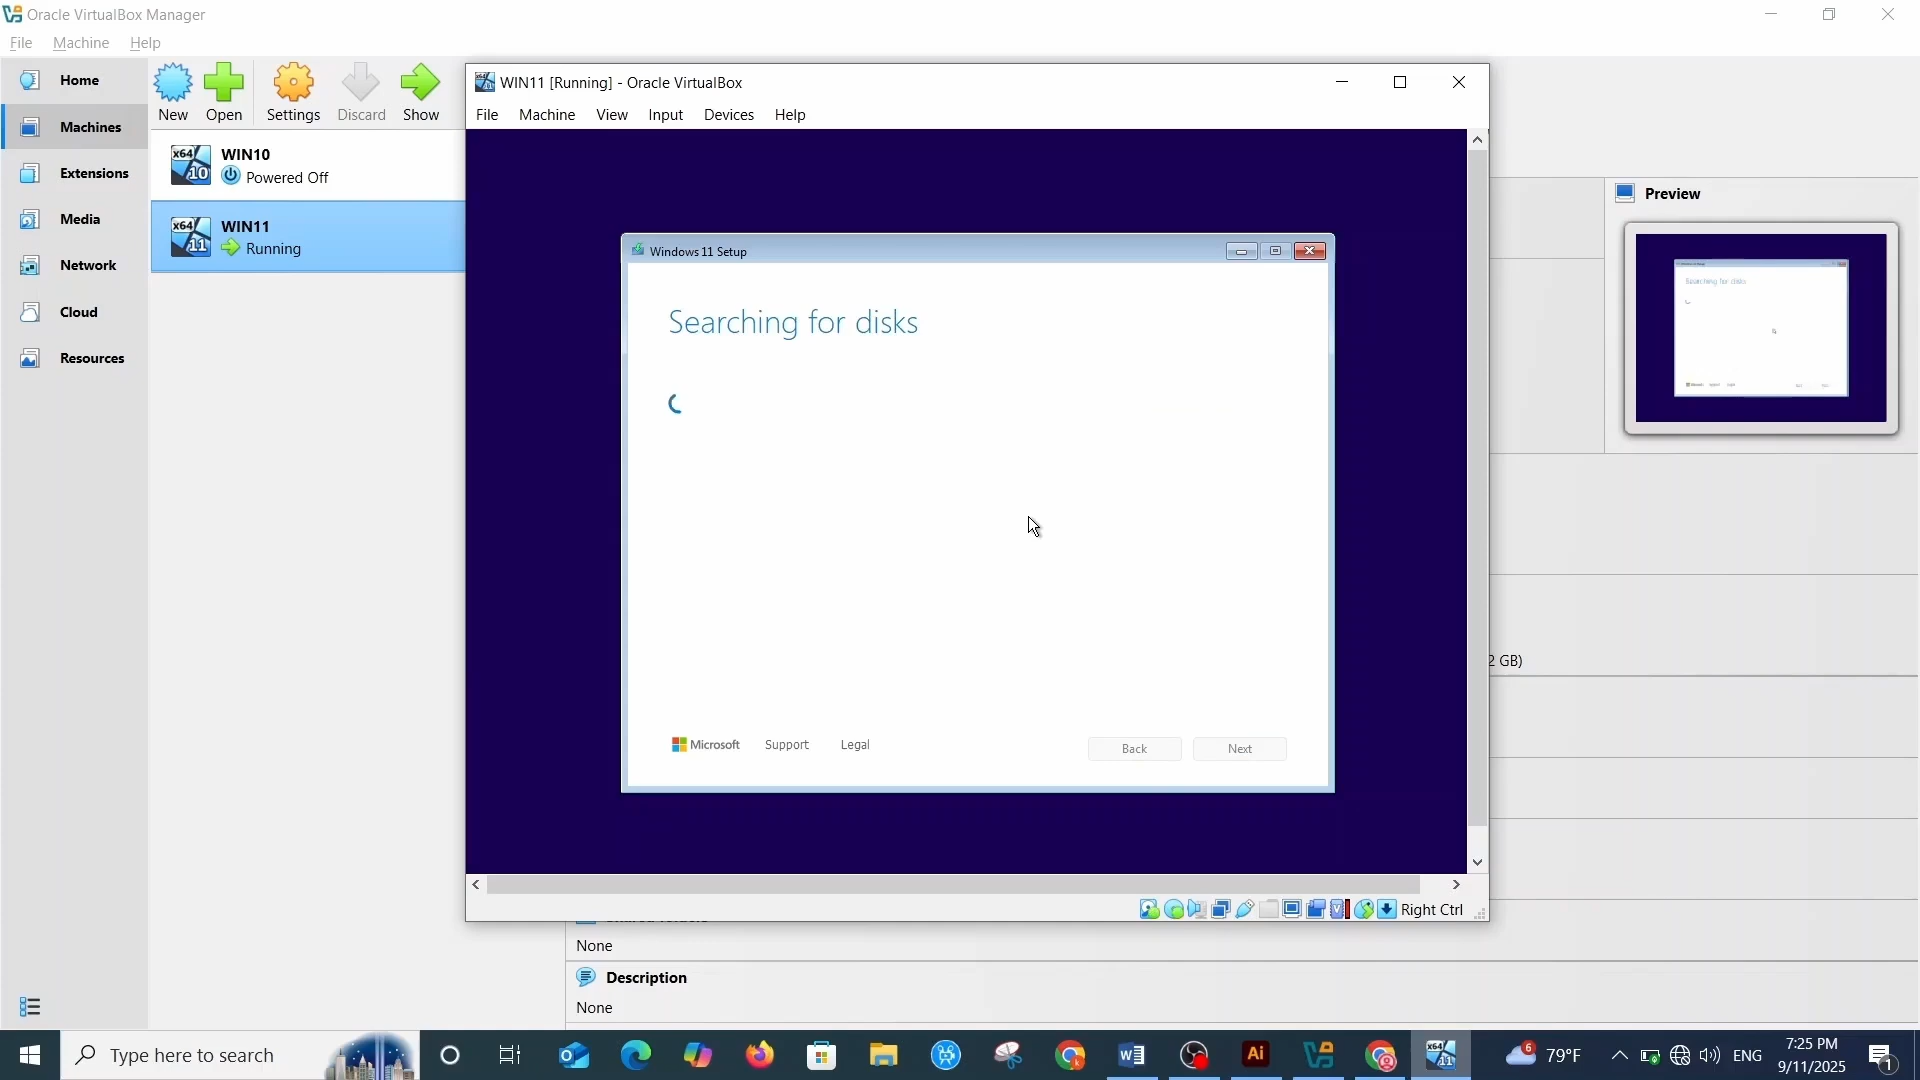 Oracle VirtualBox Manager
File Machine Help
Home
Machines
Extensions
Media
Network
Cloud
Resources
New Open Settings Discard Show
WIN10
Powered Off
WIN11
Running
WIN11 [Running] - Oracle VirtualBox
File Machine View Input Devices Help
Windows 11 Setup
Searching for disks
Microsoft Support Legal
Back Next
Right Ctrl
Preview
Searching for disks
2 GB)
None
Description
None
Type here to search
79°F
ENG
7:25 PM
9/11/2025